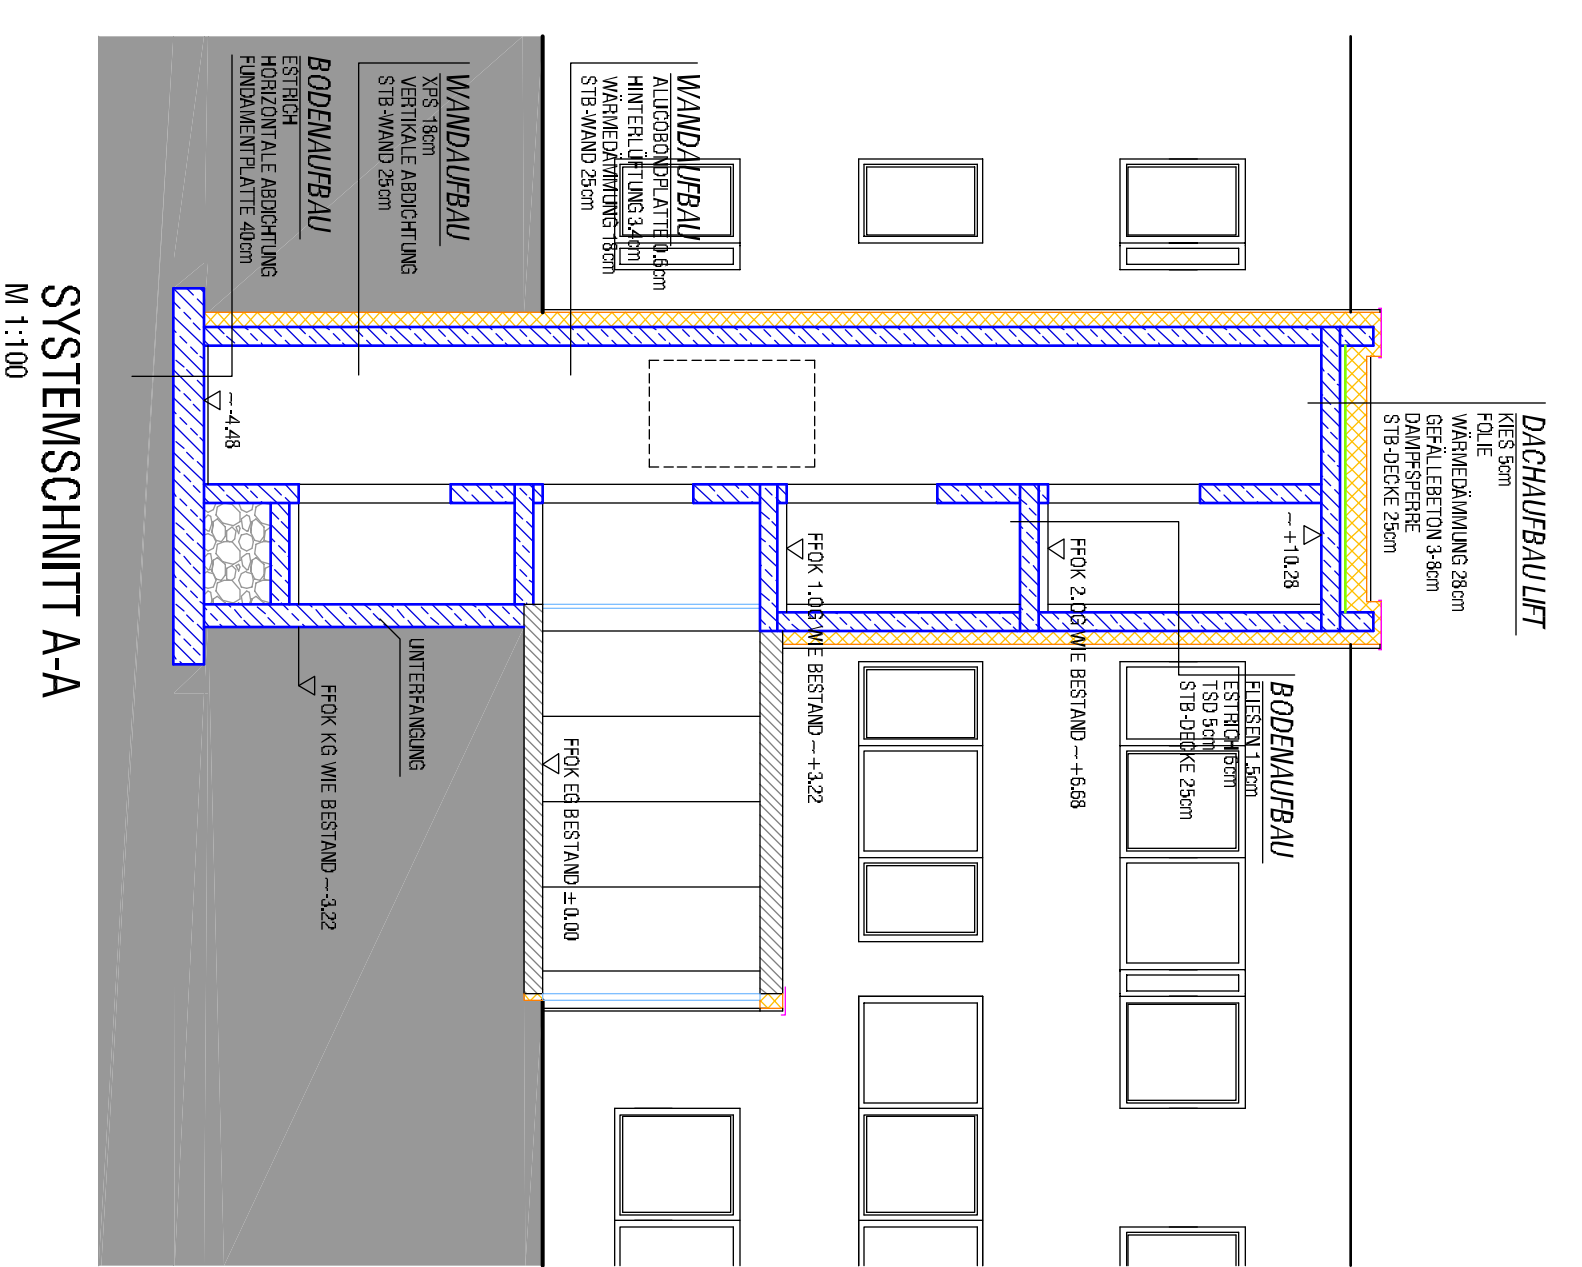 DACHAUFBAU LIFT
KIES 5cm
FOLIE
WÄRMEDÄMMUNG 28cm
GEFÄLLEBETON 3-8cm
DAMPFSPERRE
STB-DECKE 25cm
~+10.28
BODENAUFBAU
FLIESEN 1.5cm
ESTRICH 6cm
TSD 5cm
STB-DECKE 25cm
FFOK 2.OG WIE BESTAND ~+6.68
FFOK 1.OG WIE BESTAND ~+3.22
WANDAUFBAU
ALUCOBONDPLATTE 0.6cm
HINTERLÜFTUNG 3.4cm
WÄRMEDÄMMUNG 18cm
STB-WAND 25cm
FFOK EG BESTAND ±0.00
WANDAUFBAU
XPS 18cm
VERTIKALE ABDICHTUNG
STB-WAND 25cm
UNTERFANGUNG
FFOK KG WIE BESTAND ~-3.22
BODENAUFBAU
ESTRICH
HORIZONTALE ABDICHTUNG
FUNDAMENTPLATTE 40cm
~-4.48
SYSTEMSCHNITT A-A
M 1:100